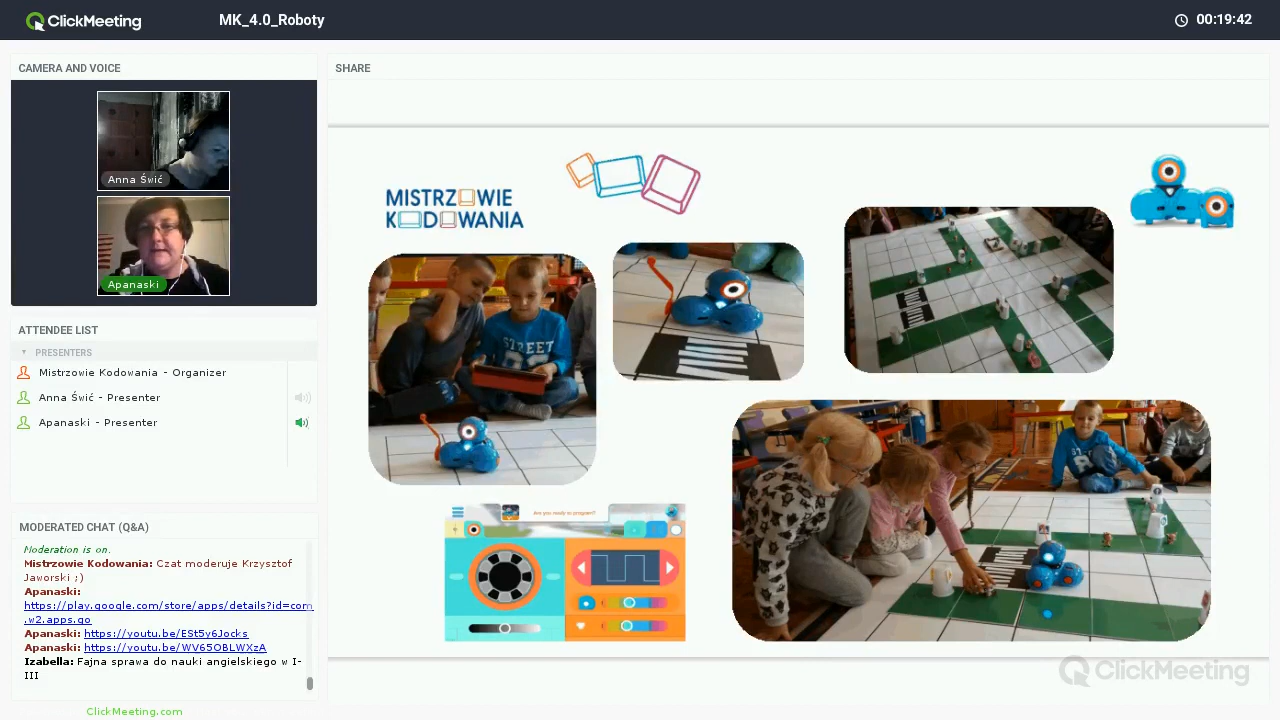 ClickMeeting
MK_4.0_Roboty
00:19:42
CAMERA AND VOICE
Anna Świć
Apanaski
ATTENDEE LIST
PRESENTERS
Mistrzowie Kodowania - Organizer
Anna Świć - Presenter
Apanaski - Presenter
MODERATED CHAT (Q&A)
Moderation is on.
Mistrzowie Kodowania: Czat moderuje Krzysztof
Jaworski ;)
Apanaski:
https://play.google.com/store/apps/details?id=com
.w2.apps.go
Apanaski: https://youtu.be/ESt5y6Jocks
Apanaski: https://youtu.be/WV65OBLWXzA
Izabella: Fajna sprawa do nauki angielskiego w I-
III
ClickMeeting.com
SHARE
MISTRZOWIE
KODOWANIA
STREET
Are you ready to program?
ClickMeeting